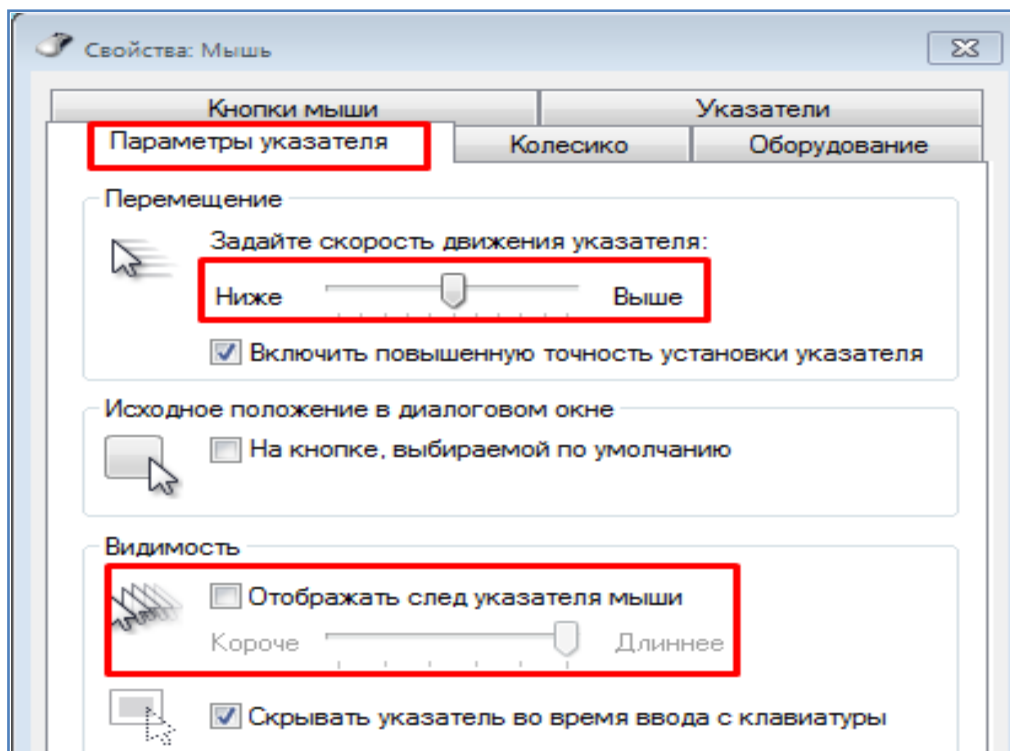 Свойства: Мышь
Кнопки мыши
Указатели
Параметры указателя
Колесико
Оборудование
Перемещение
Задайте скорость движения указателя:
Ниже
Выше
Включить повышенную точность установки указателя
Исходное положение в диалоговом окне
На кнопке, выбираемой по умолчанию
Видимость
Отображать след указателя мыши
Короче
Длиннее
Скрывать указатель во время ввода с клавиатуры